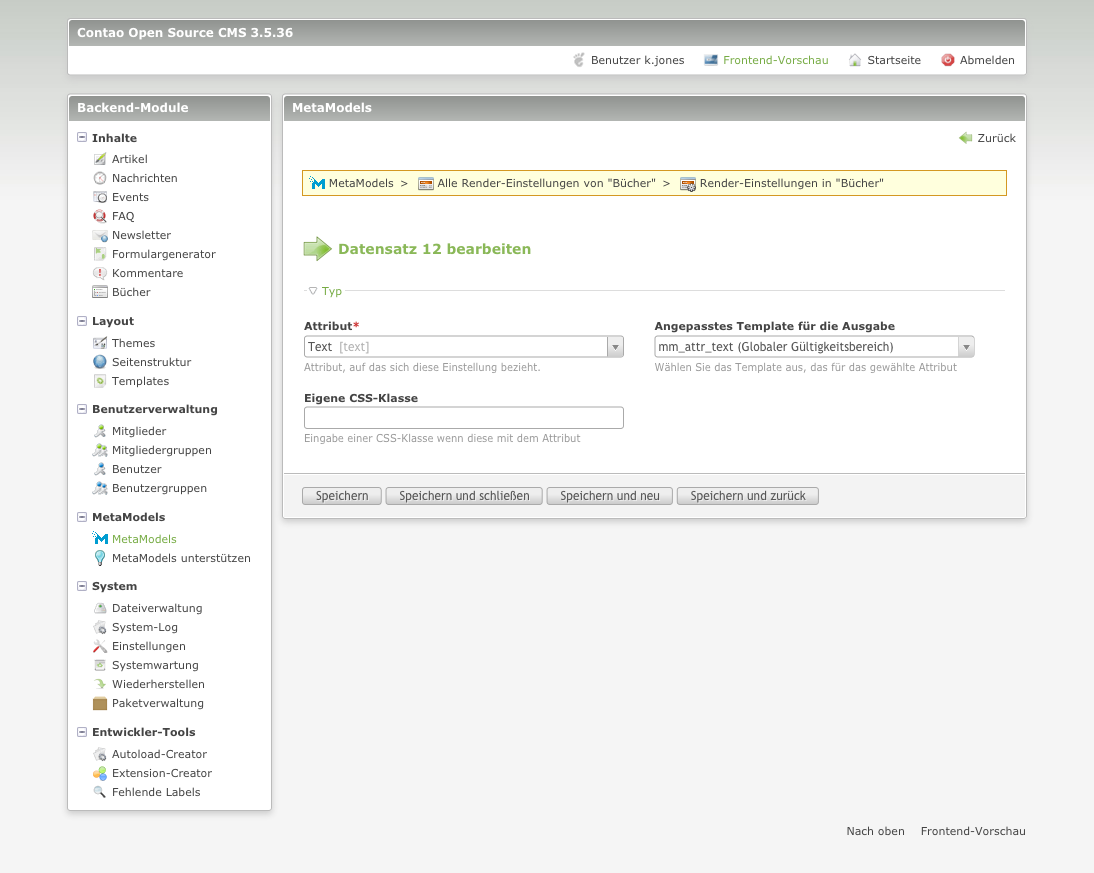 Contao Open Source CMS 3.5.36
Benutzer k.jones Frontend-Vorschau Startseite Abmelden
Backend-Module
Inhalte
Artikel
Nachrichten
Events
FAQ
Newsletter
Formulargenerator
Kommentare
Bücher
Layout
Themes
Seitenstruktur
Templates
Benutzerverwaltung
Mitglieder
Mitgliedergruppen
Benutzer
Benutzergruppen
MetaModels
MetaModels
MetaModels unterstützen
System
Dateiverwaltung
System-Log
Einstellungen
Systemwartung
Wiederherstellen
Paketverwaltung
Entwickler-Tools
Autoload-Creator
Extension-Creator
Fehlende Labels
MetaModels
Zurück
MetaModels > Alle Render-Einstellungen von "Bücher" > Render-Einstellungen in "Bücher"
Datensatz 12 bearbeiten
Typ
Attribut*
Text [text]
Attribut, auf das sich diese Einstellung bezieht.
Angepasstes Template für die Ausgabe
mm_attr_text (Globaler Gültigkeitsbereich)
Wählen Sie das Template aus, das für das gewählte Attribut
Eigene CSS-Klasse
Eingabe einer CSS-Klasse wenn diese mit dem Attribut
Speichern Speichern und schließen Speichern und neu Speichern und zurück
Nach oben Frontend-Vorschau